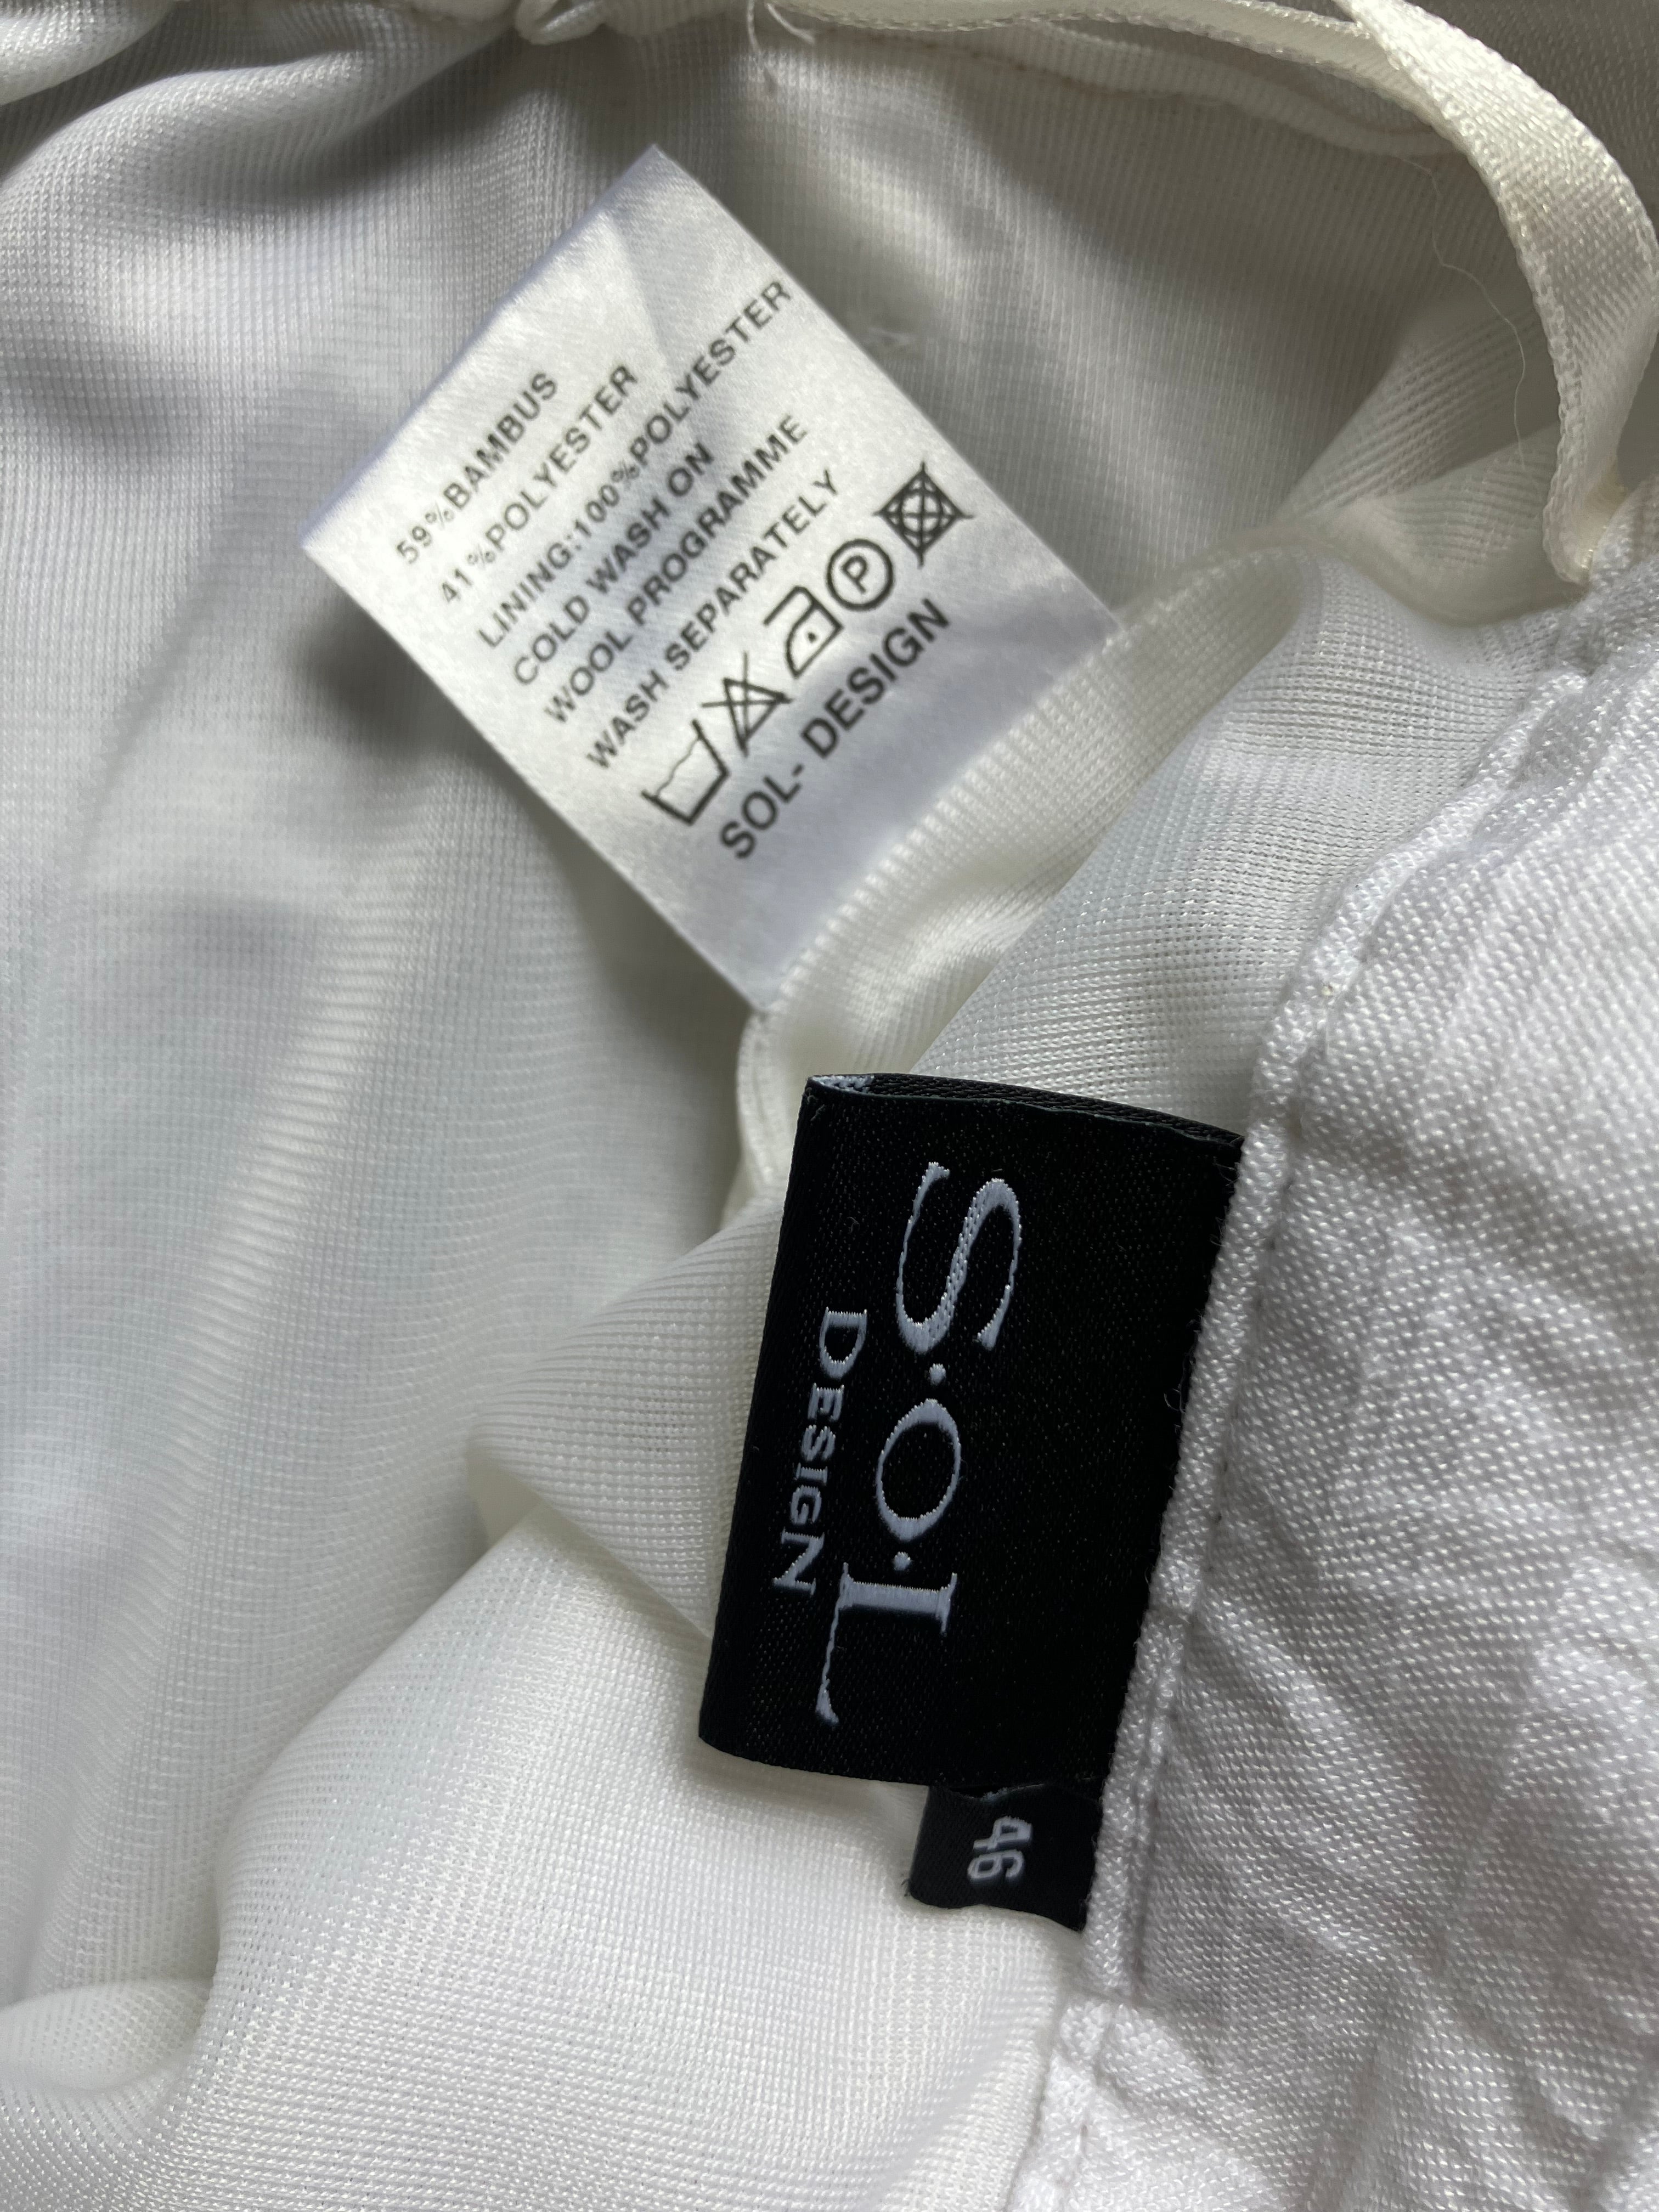 59%BAMBUS
41%POLYESTER
LINING:100%POLYESTER
COLD WASH ON
WOOL PROGRAMME
WASH SEPARATELY
P
SOL- DESIGN
S·O·L
DESIGN
46